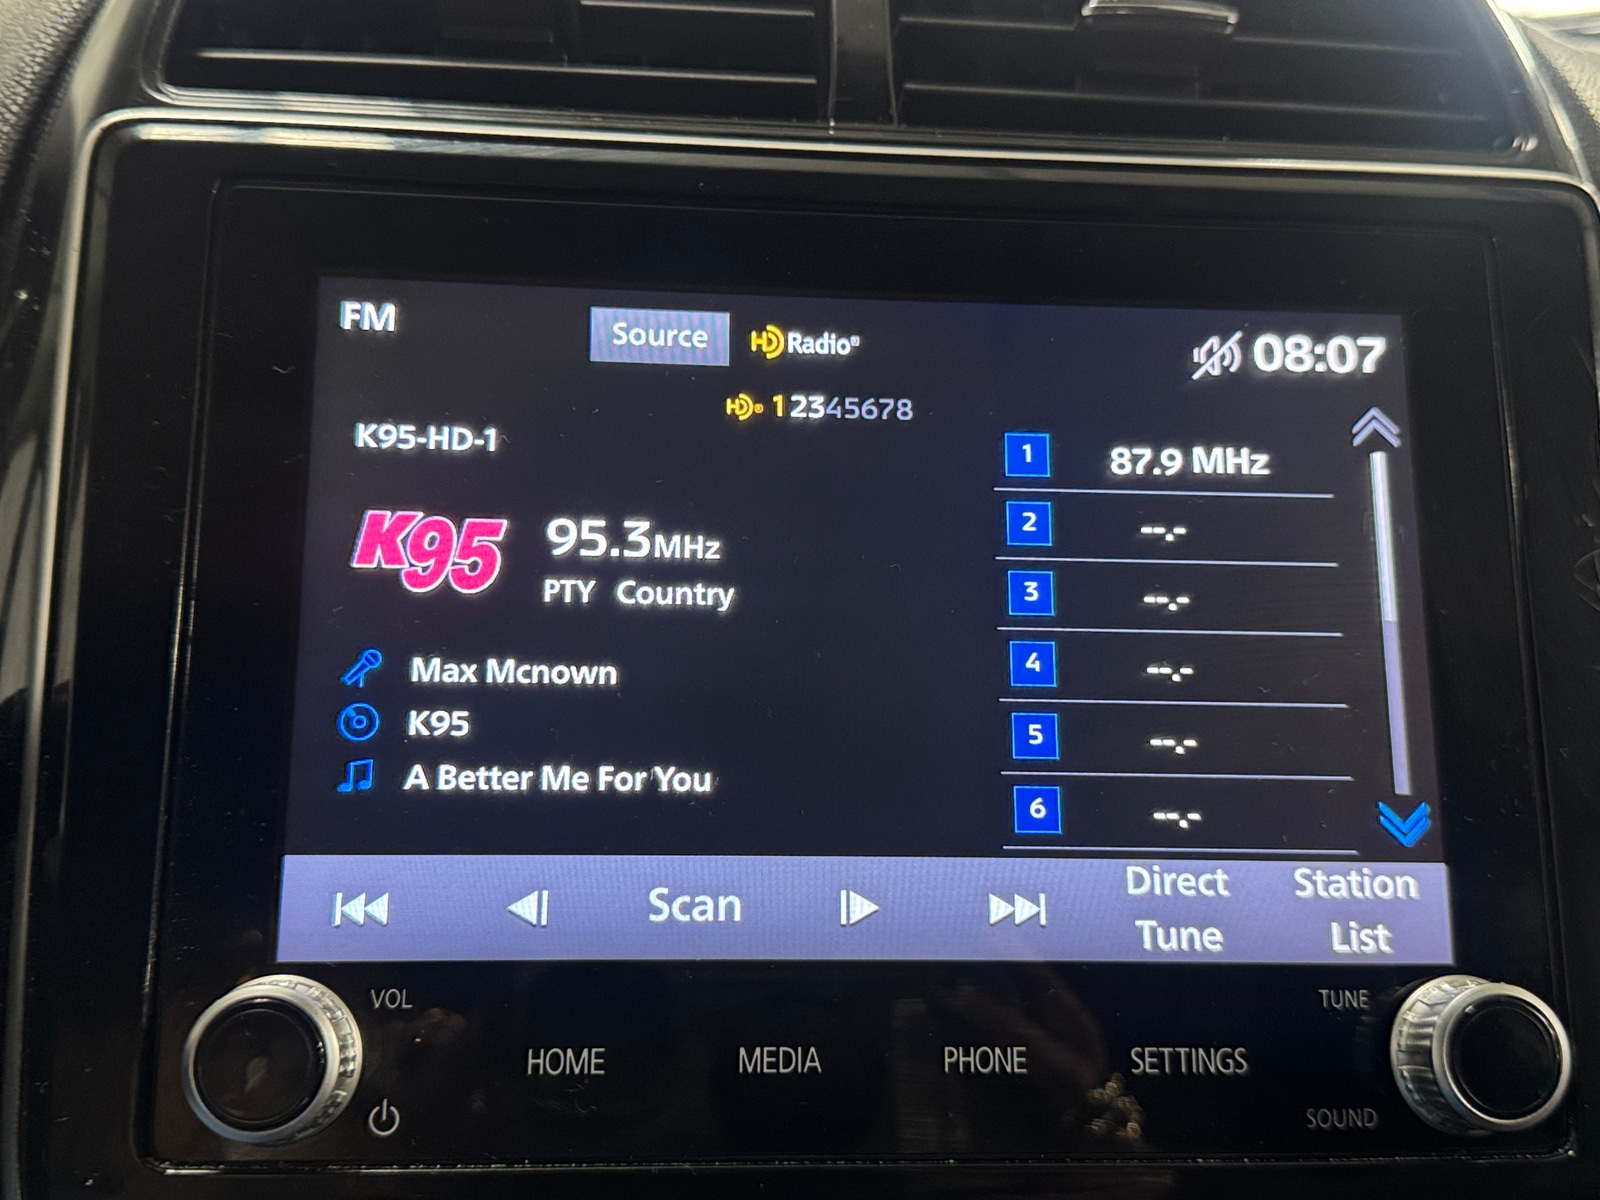 FM
Source
HD Radio®
08:07
HD® 12345678
K95-HD-1
K95
95.3MHz
PTY Country
Max Mcnown
K95
A Better Me For You
1 87.9 MHz
2 --.-
3 --.-
4 --.-
5 --.-
6 --.-
Scan
Direct
Tune
Station
List
VOL
HOME
MEDIA
PHONE
SETTINGS
TUNE
SOUND